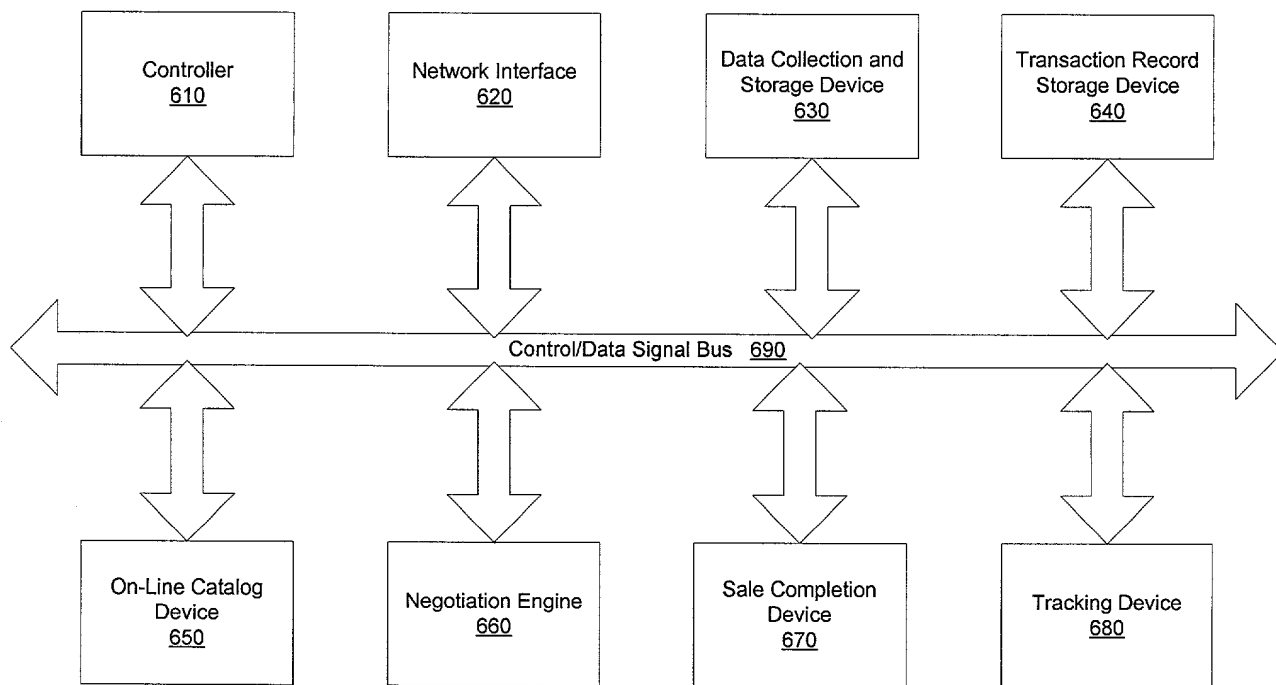 Controller
610
Network Interface
620
Data Collection and
Storage Device
630
Transaction Record
Storage Device
640
Control/Data Signal Bus 690
On-Line Catalog
Device
650
Negotiation Engine
660
Sale Completion
Device
670
Tracking Device
680